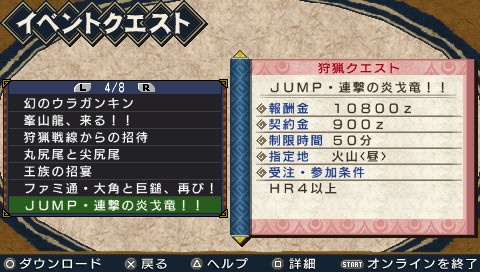 イベントクエスト
L 4/8 R
幻のウラガンキン
峯山龍、来る！！
狩猟戦線からの招待
丸尻尾と尖尻尾
王族の招宴
ファミ通・大角と巨鎚、再び！
JUMP・連撃の炎戈竜！！
狩猟クエスト
JUMP・連撃の炎戈竜！！
報酬金 10800z
契約金 900z
制限時間 50分
指定地 火山<昼>
受注・参加条件
HR4以上
ダウンロード 戻る ヘルプ 詳細 START オンラインを終了